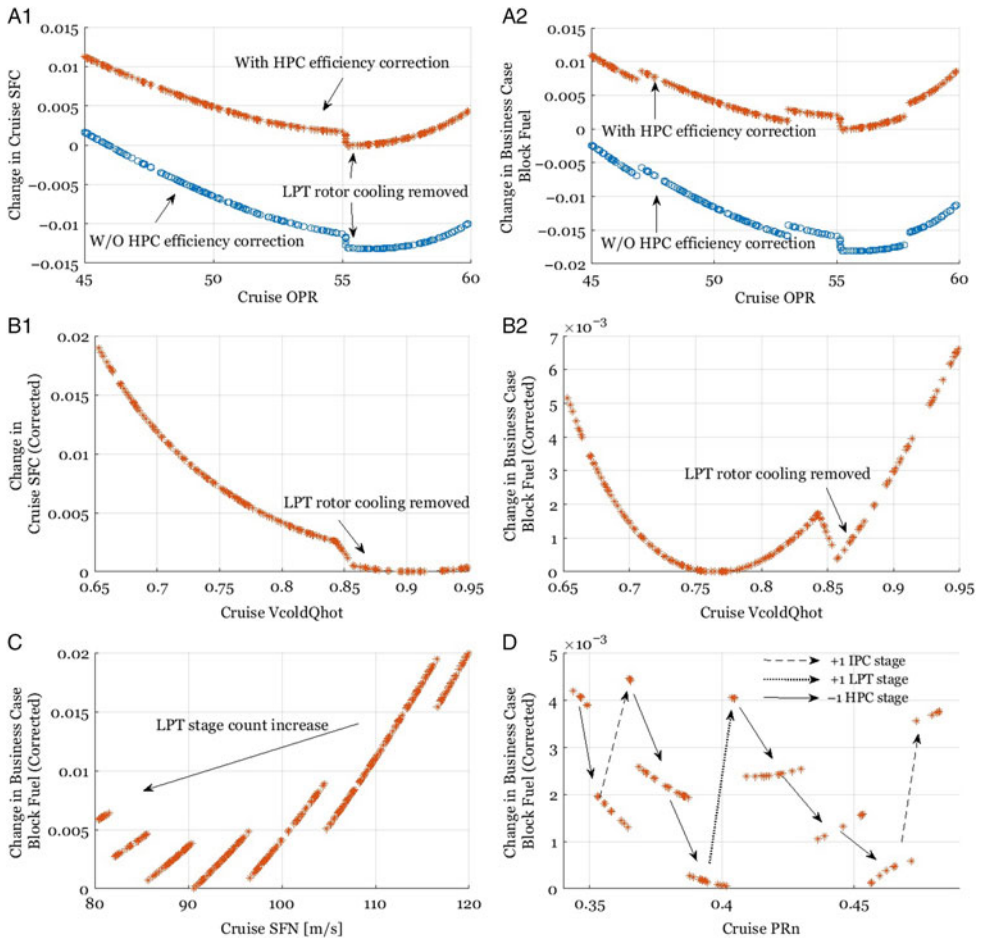 A1
0.015
0.01
0.005
0
−0.005
−0.01
−0.015
Change in Cruise SFC
With HPC efficiency correction
LPT rotor cooling removed
W/O HPC efficiency correction
45
50
55
60
Cruise OPR
A2
0.015
0.01
0.005
0
−0.005
−0.01
−0.015
−0.02
Change in Business Case
Block Fuel
With HPC efficiency correction
W/O HPC efficiency correction
45
50
55
60
Cruise OPR
B1
0.02
0.015
0.01
0.005
0
Change in
Cruise SFC (Corrected)
LPT rotor cooling removed
0.65
0.7
0.75
0.8
0.85
0.9
0.95
Cruise VcoldQhot
B2
×10−3
7
6
5
4
3
2
1
0
Change in Business Case
Block Fuel (Corrected)
LPT rotor cooling removed
0.65
0.7
0.75
0.8
0.85
0.9
0.95
Cruise VcoldQhot
C
0.02
0.015
0.01
0.005
0
Change in Business Case
Block Fuel (Corrected)
LPT stage count increase
80
90
100
110
120
Cruise SFN [m/s]
D
×10−3
5
4
3
2
1
0
Change in Business Case
Block Fuel (Corrected)
+1 IPC stage
+1 LPT stage
−1 HPC stage
0.35
0.4
0.45
Cruise PRn